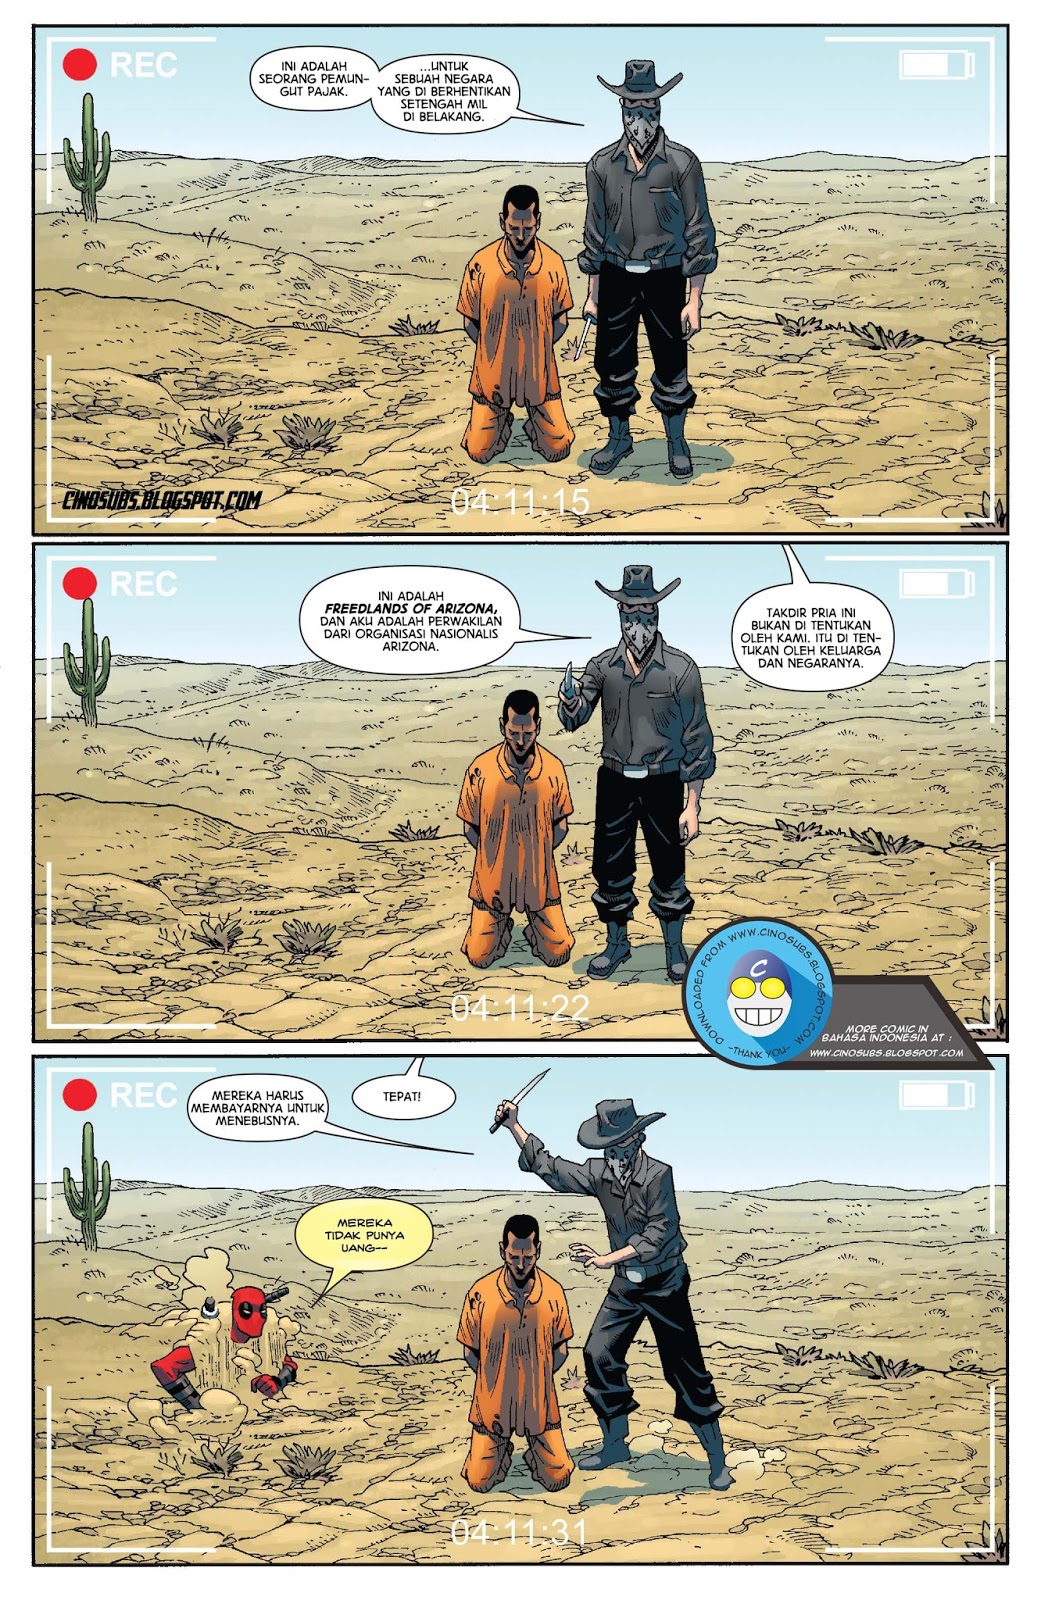 REC
INI ADALAH
SEORANG PEMUN-
GUT PAJAK.
...UNTUK
SEBUAH NEGARA
YANG DI BERHENTIKAN
SETENGAH MIL
DI BELAKANG.
CINOSUBS.BLOGSPOT.COM
04:11:15
REC
INI ADALAH
FREEDLANDS OF ARIZONA,
DAN AKU ADALAH PERWAKILAN
DARI ORGANISASI NASIONALIS
ARIZONA.
TAKDIR PRIA INI
BUKAN DI TENTUKAN
OLEH KAMI. ITU DI TEN-
TUKAN OLEH KELUARGA
DAN NEGARANYA.
04:11:22
DOWNLOADED FROM WWW.CINOSUBS.BLOGSPOT.COM
C
-THANK YOU-
MORE COMIC IN
BAHASA INDONESIA AT :
WWW.CINOSUBS.BLOGSPOT.COM
REC
MEREKA HARUS
MEMBAYARNYA UNTUK
MENEBUSNYA.
TEPAT!
MEREKA
TIDAK PUNYA
UANG--
04:11:31